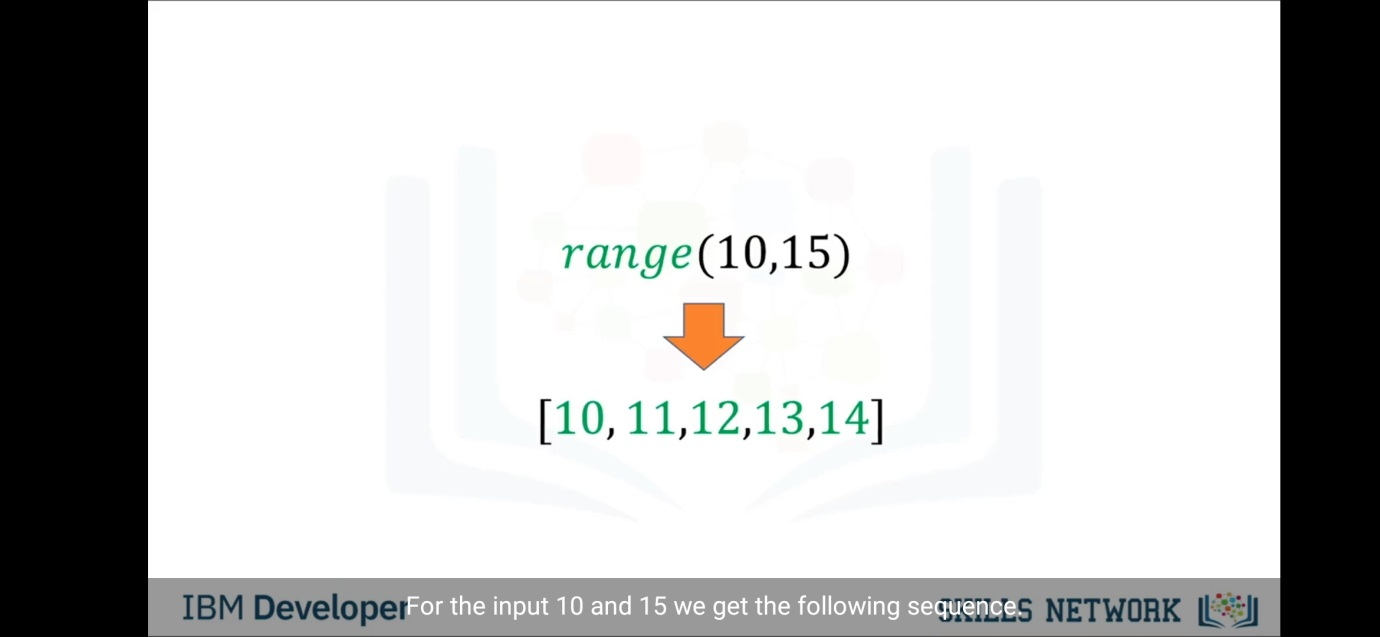 range(10,15)
[10, 11,12,13,14]
IBM Developer
For the input 10 and 15 we get the following sequence.
SKILLS NETWORK